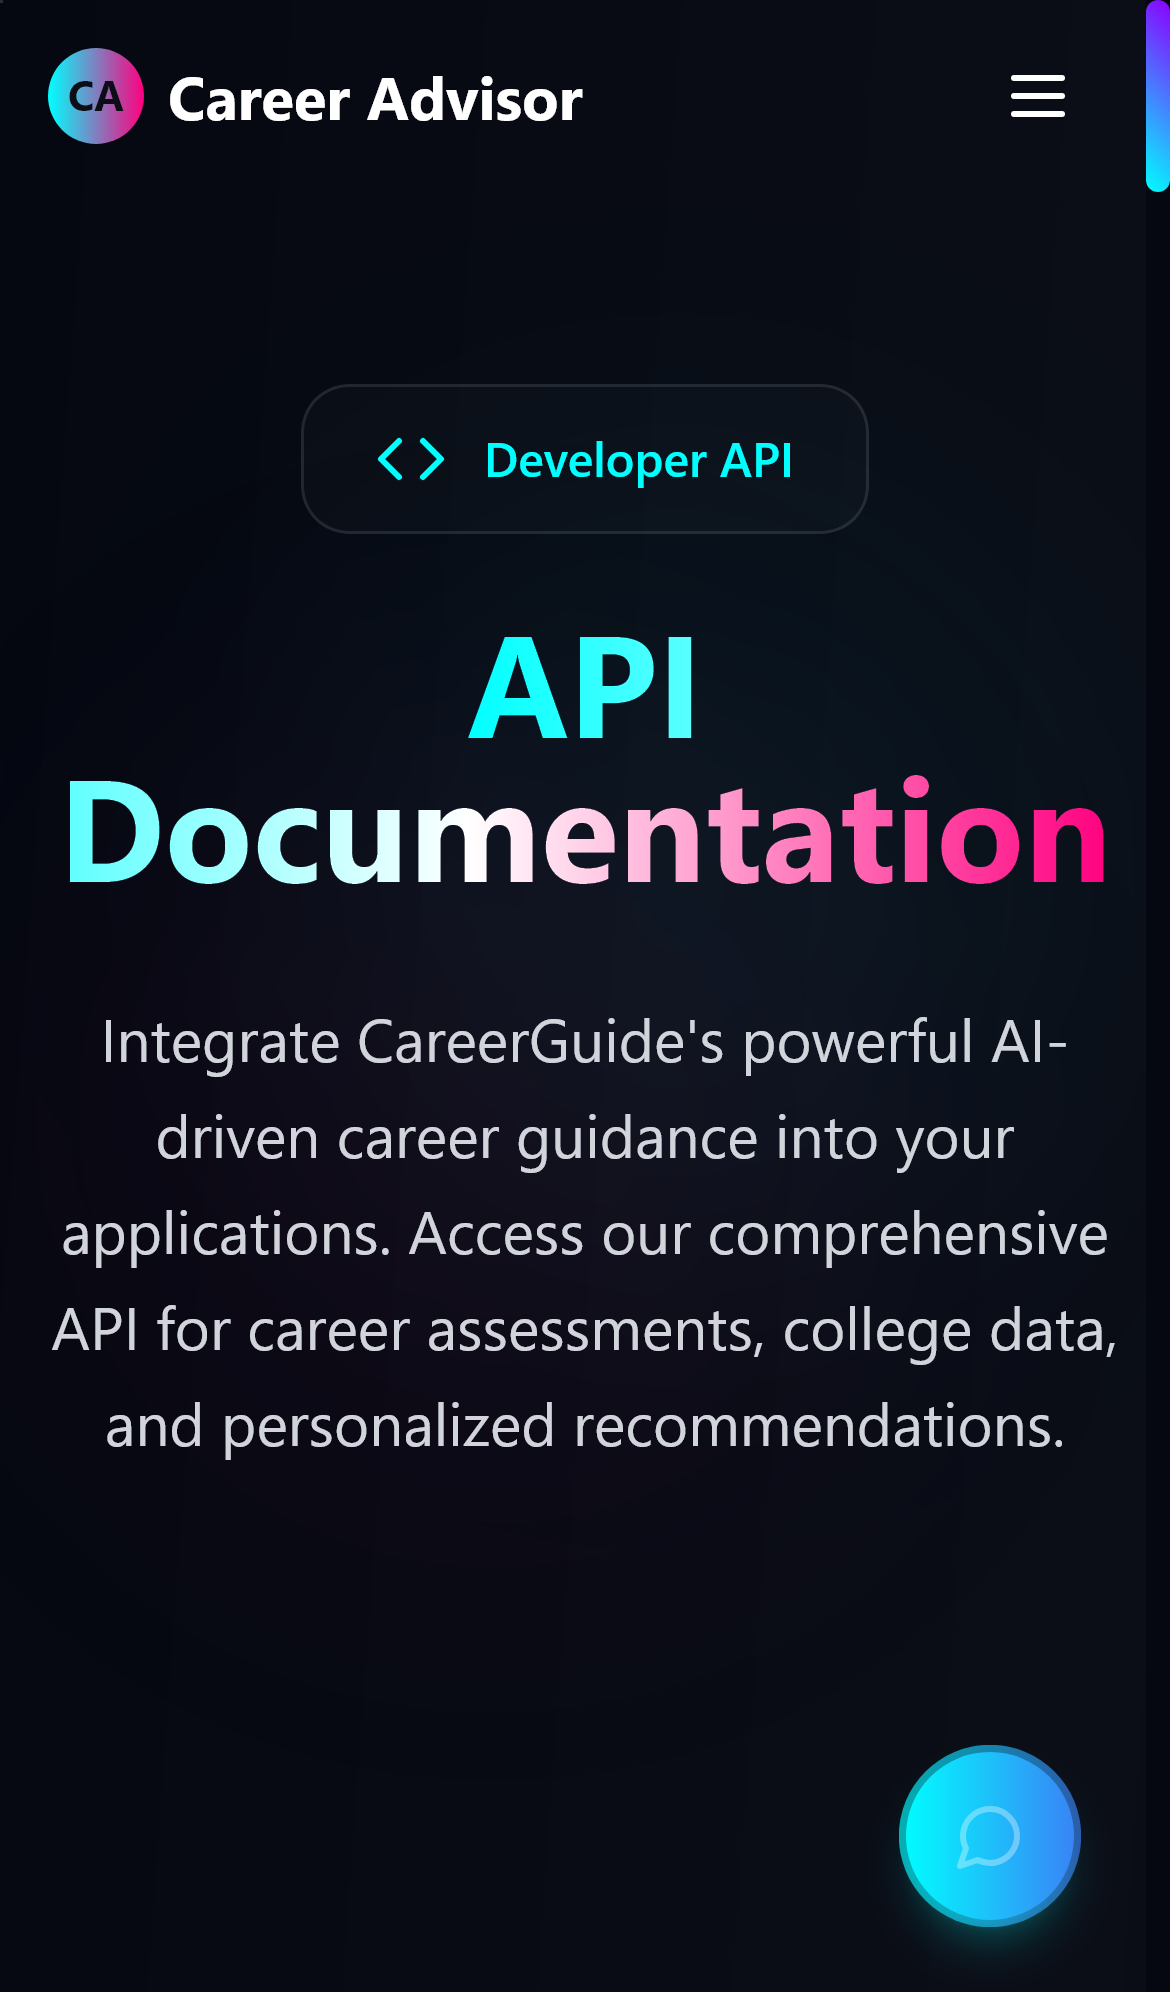 CA
Career Advisor
Developer API
API
Documentation
Integrate CareerGuide's powerful AI-
driven career guidance into your
applications. Access our comprehensive
API for career assessments, college data,
and personalized recommendations.